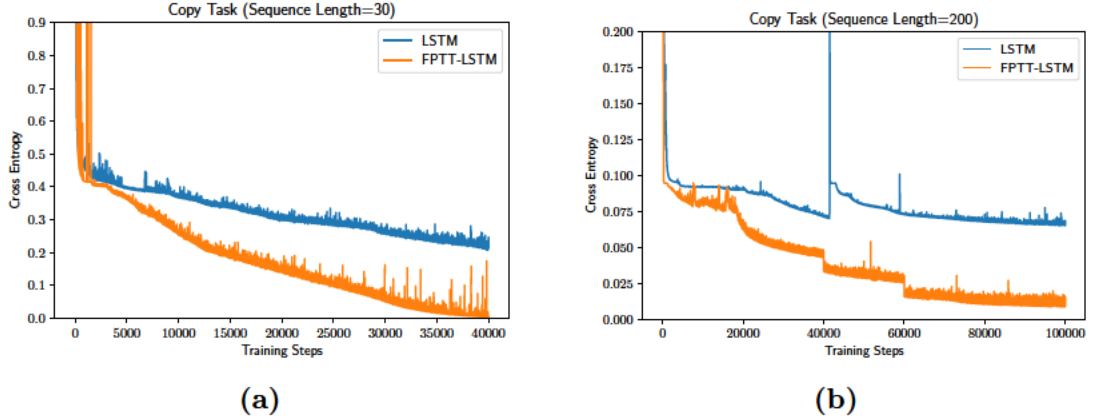 Copy Task (Sequence Length=30)
0.9
0.8
0.7
0.6
0.5
0.4
0.3
0.2
0.1
0.0
Cross Entropy
LSTM
FPTT-LSTM
0 5000 10000 15000 20000 25000 30000 35000 40000
Training Steps
(a)
Copy Task (Sequence Length=200)
0.200
0.175
0.150
0.125
0.100
0.075
0.050
0.025
0.000
Cross Entropy
LSTM
FPTT-LSTM
0 20000 40000 60000 80000 100000
Training Steps
(b)